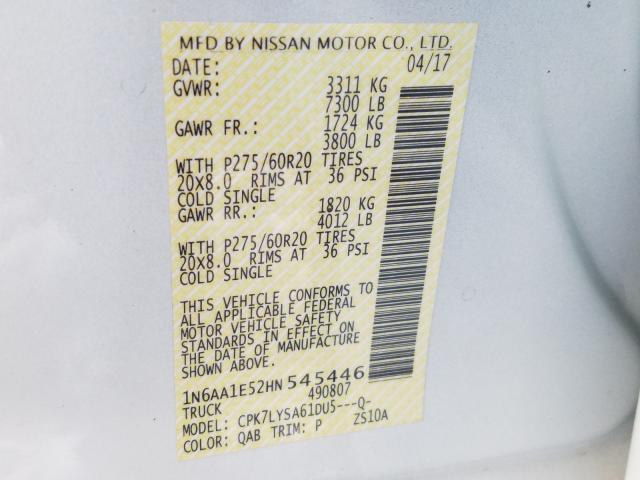 MFD BY NISSAN MOTOR CO., LTD.
DATE: 04/17
GVWR: 3311 KG
7300 LB
GAWR FR.: 1724 KG
3800 LB
WITH P275/60R20 TIRES
20X8.0 RIMS AT 36 PSI
COLD SINGLE
GAWR RR.: 1820 KG
4012 LB
WITH P275/60R20 TIRES
20X8.0 RIMS AT 36 PSI
COLD SINGLE
THIS VEHICLE CONFORMS TO
ALL APPLICABLE FEDERAL
MOTOR VEHICLE SAFETY
STANDARDS IN EFFECT ON
THE DATE OF MANUFACTURE
SHOWN ABOVE.
1N6AA1E52HN545446
TRUCK 490807
MODEL: CPK7LYSA61DU5---Q-
COLOR: QAB TRIM: P ZS10A